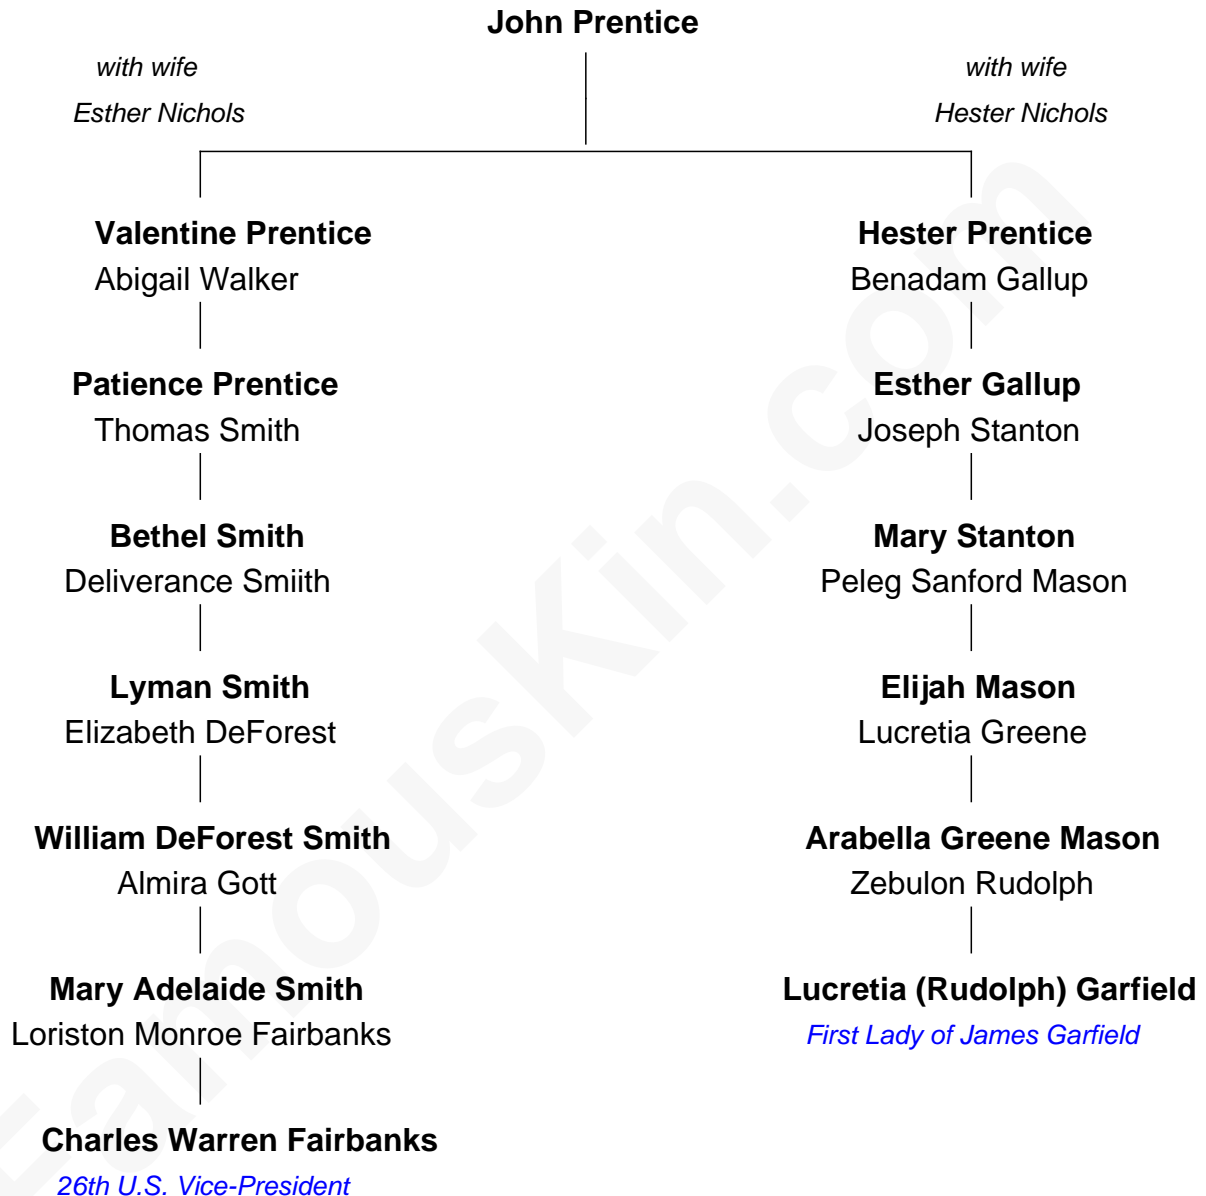 John Prentice
with wife
Esther Nichols
with wife
Hester Nichols
Valentine Prentice
Abigail Walker
Hester Prentice
Benadam Gallup
Patience Prentice
Thomas Smith
Esther Gallup
Joseph Stanton
Bethel Smith
Deliverance Smiith
Mary Stanton
Peleg Sanford Mason
Lyman Smith
Elizabeth DeForest
Elijah Mason
Lucretia Greene
William DeForest Smith
Almira Gott
Arabella Greene Mason
Zebulon Rudolph
Mary Adelaide Smith
Loriston Monroe Fairbanks
Lucretia (Rudolph) Garfield
First Lady of James Garfield
Charles Warren Fairbanks
26th U.S. Vice-President
FamousKin.com